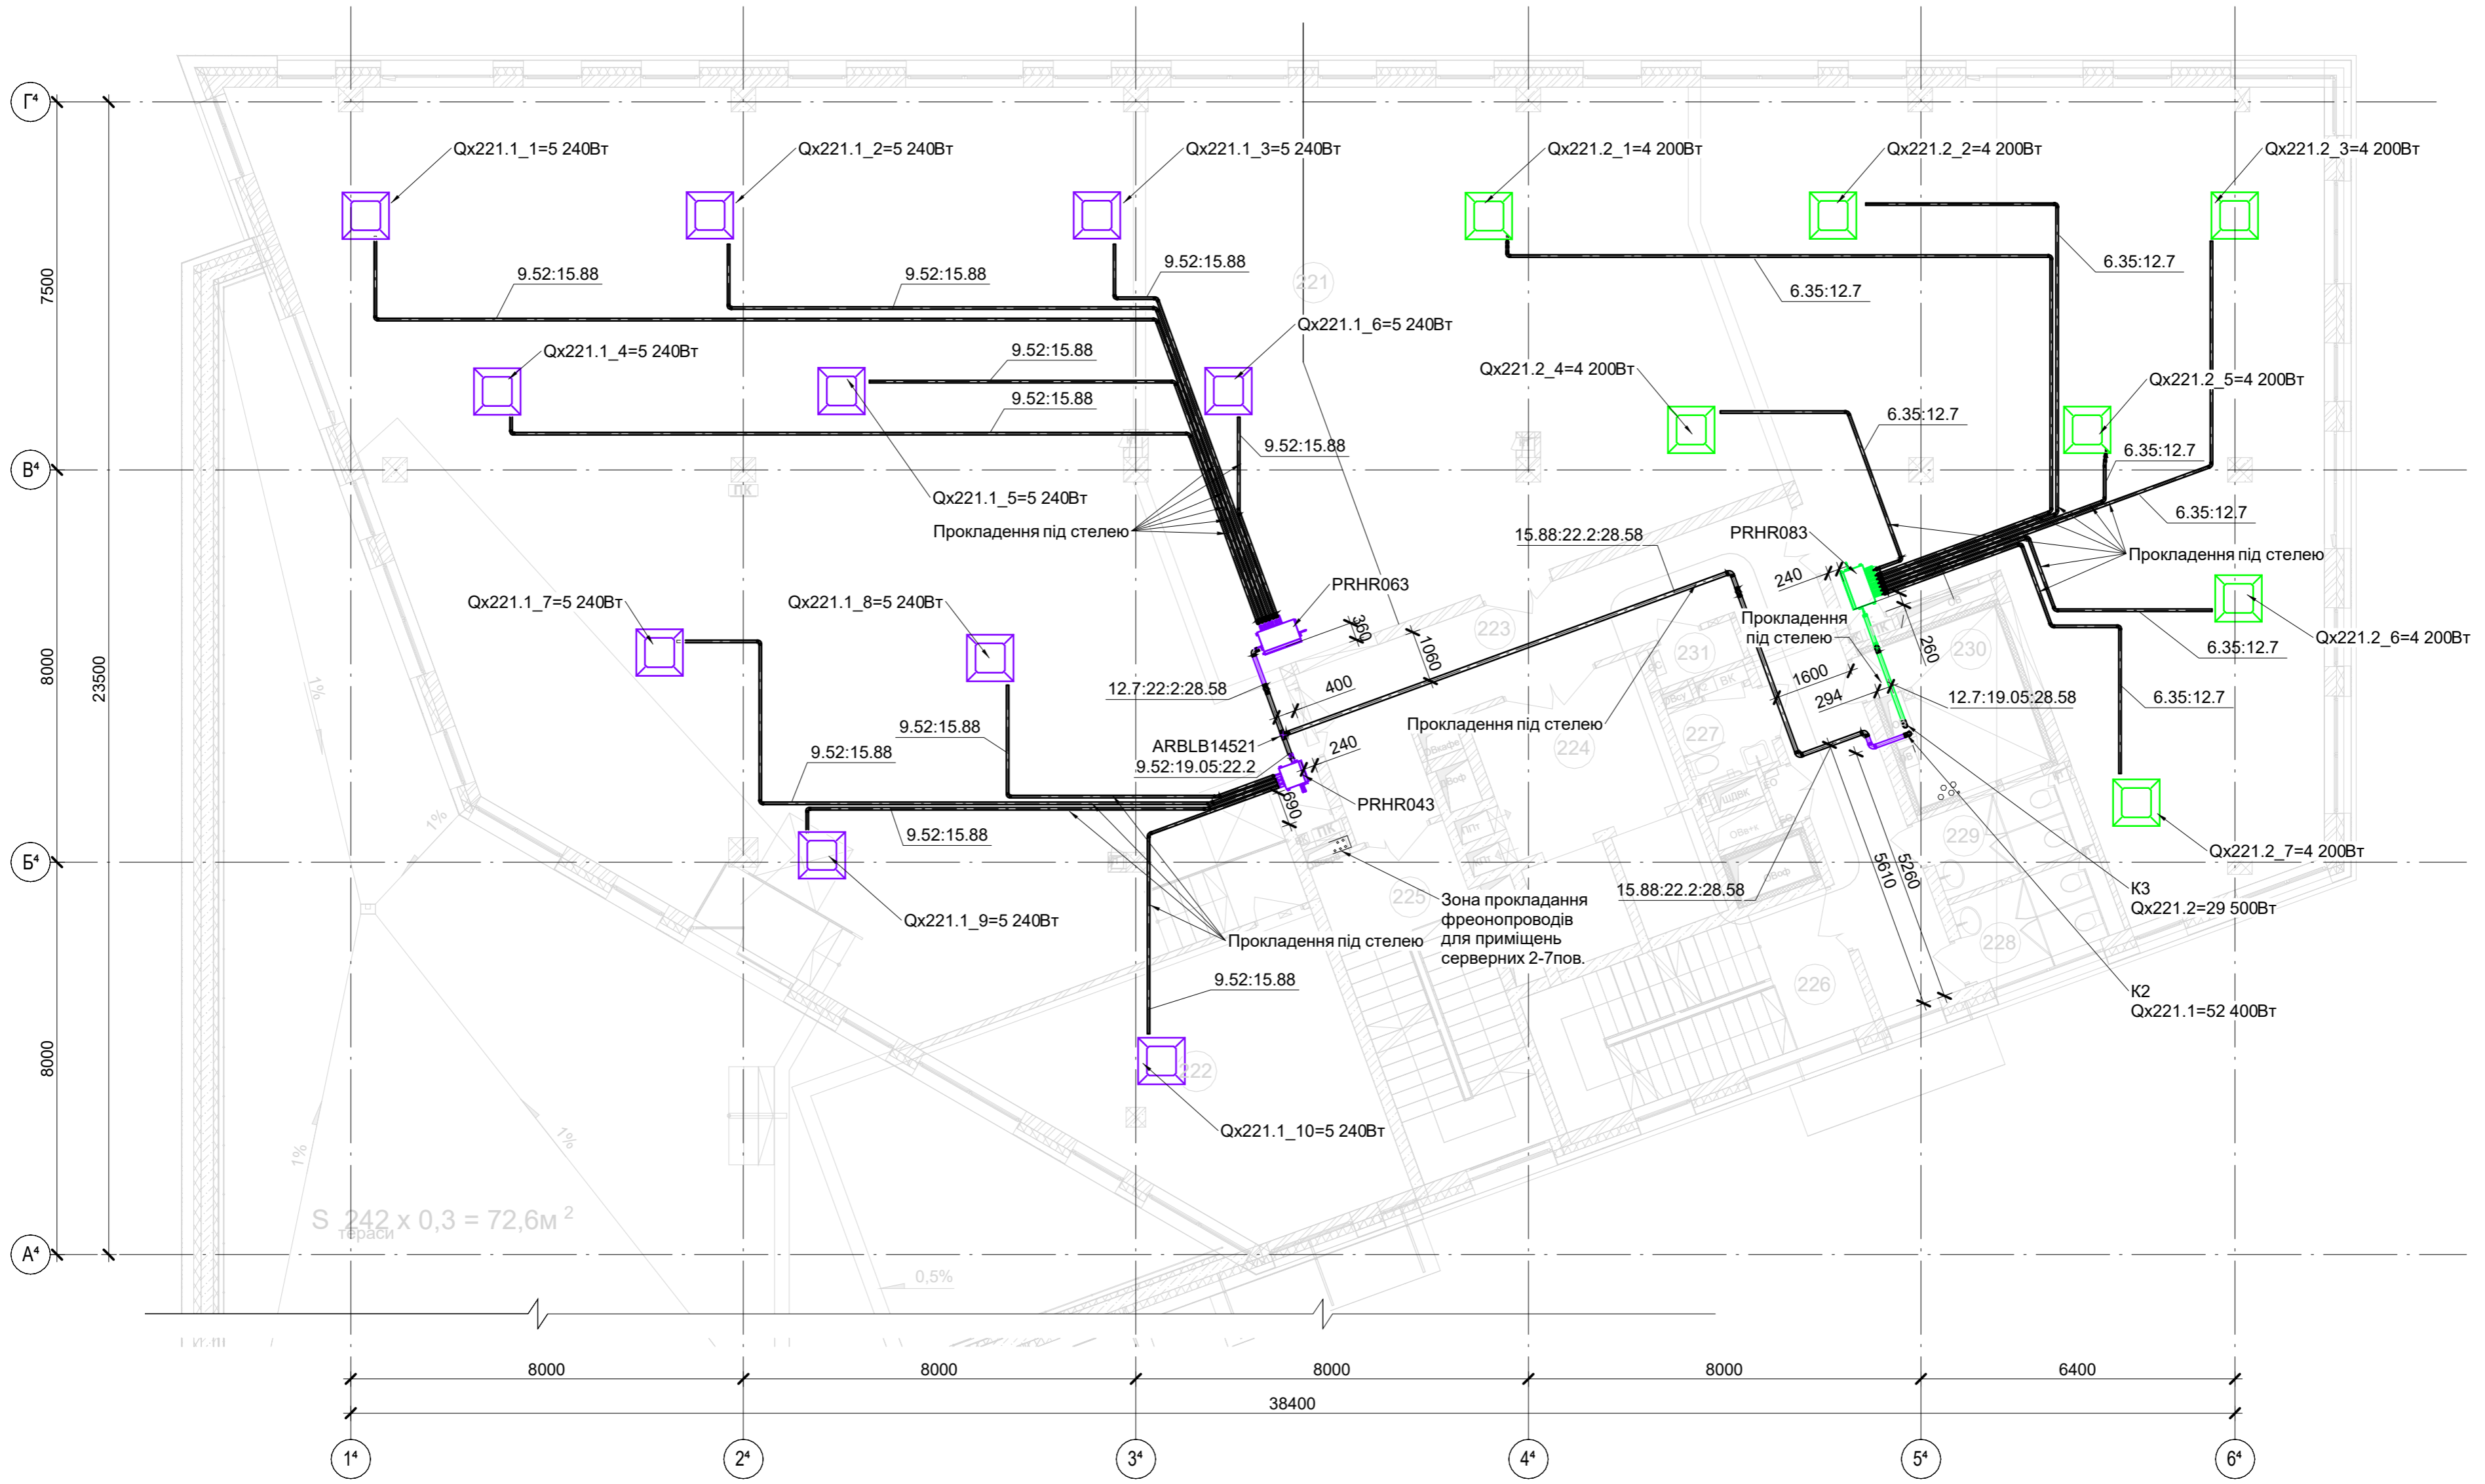 Г⁴
Qx221.1_1=5 240Вт
Qx221.1_2=5 240Вт
Qx221.1_3=5 240Вт
Qx221.2_1=4 200Вт
Qx221.2_2=4 200Вт
Qx221.2_3=4 200Вт
9.52:15.88
9.52:15.88
9.52:15.88
221
6.35:12.7
6.35:12.7
7500
Qx221.1_6=5 240Вт
Qx221.1_4=5 240Вт
9.52:15.88
9.52:15.88
Qx221.2_4=4 200Вт
Qx221.2_5=4 200Вт
6.35:12.7
9.52:15.88
6.35:12.7
В⁴
ПК
Qx221.1_5=5 240Вт
Прокладення під стелею
6.35:12.7
15.88:22.2:28.58
PRHR083
Прокладення під стелею
240
PRHR063
Qx221.1_7=5 240Вт
Qx221.1_8=5 240Вт
360
223
1060
Прокладення
під стелею
ПК
260
230
231
Qx221.2_6=4 200Вт
6.35:12.7
8000
23500
1%
12.7:22.2:28.58
400
ВК
1600
294
12.7:19.05:28.58
6.35:12.7
9.52:15.88
Прокладення під стелею
227
224
9.52:15.88
ARBLB14521
9.52:19.05:22.2
240
ОВкафе
ОВоф
PRHR043
690
ШДВК
1%
9.52:15.88
ПК
ППт
ОВв+к
229
Б⁴
Qx221.2_7=4 200Вт
5610
5260
ОВоф
15.88:22.2:28.58
225
Зона прокладання
фреонопроводів
для приміщень
серверних 2-7пов.
К3
Qx221.2=29 500Вт
Qx221.1_9=5 240Вт
Прокладення під стелею
228
9.52:15.88
226
К2
Qx221.1=52 400Вт
8000
222
Qx221.1_10=5 240Вт
1%
1%
S тераси 242 x 0,3 = 72,6м ²
А⁴
0,5%
8000
8000
8000
8000
6400
38400
1⁴
2⁴
3⁴
4⁴
5⁴
6⁴